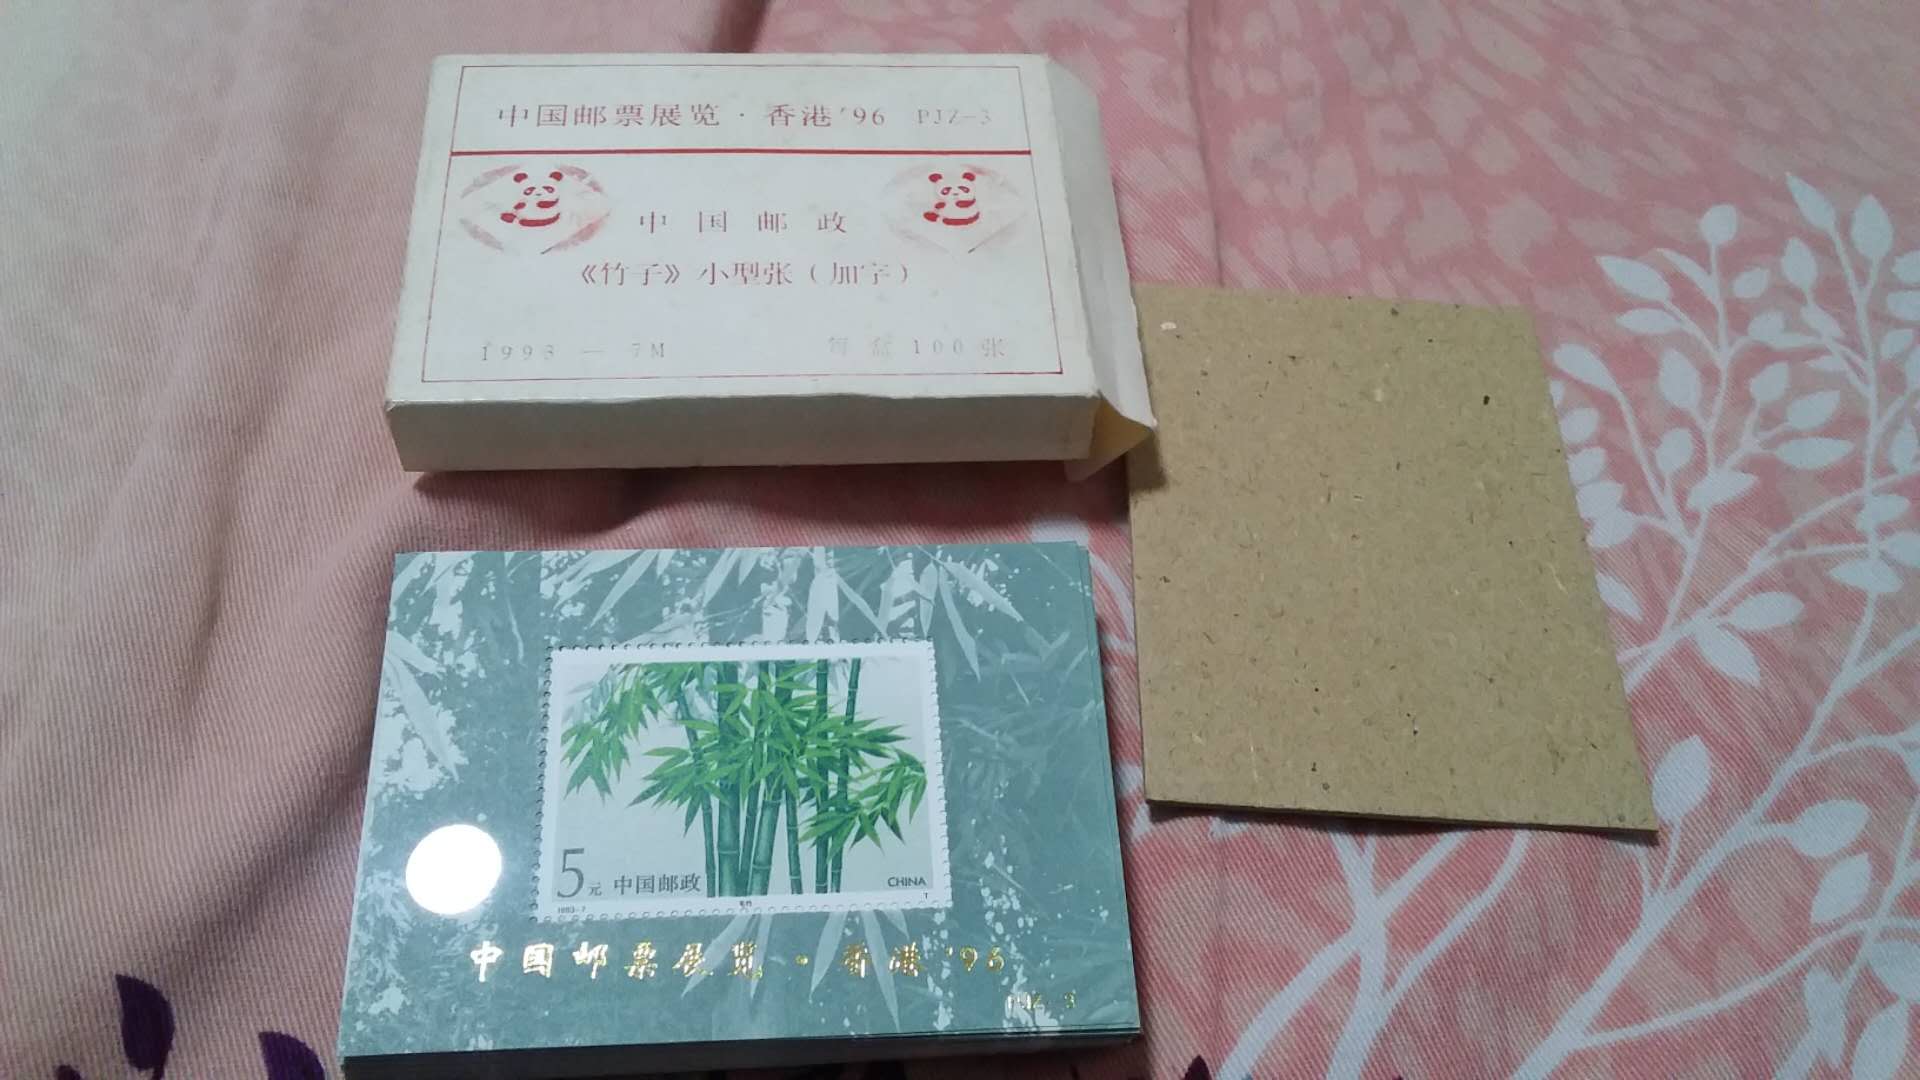 中国邮票展览·香港'96 PJZ-3
中国邮政
《竹子》小型张（加字）
1993－7M 每盒100张
5元 中国邮政 CHINA
1993-7 T
中国邮票展览·香港'96
PJZ-3